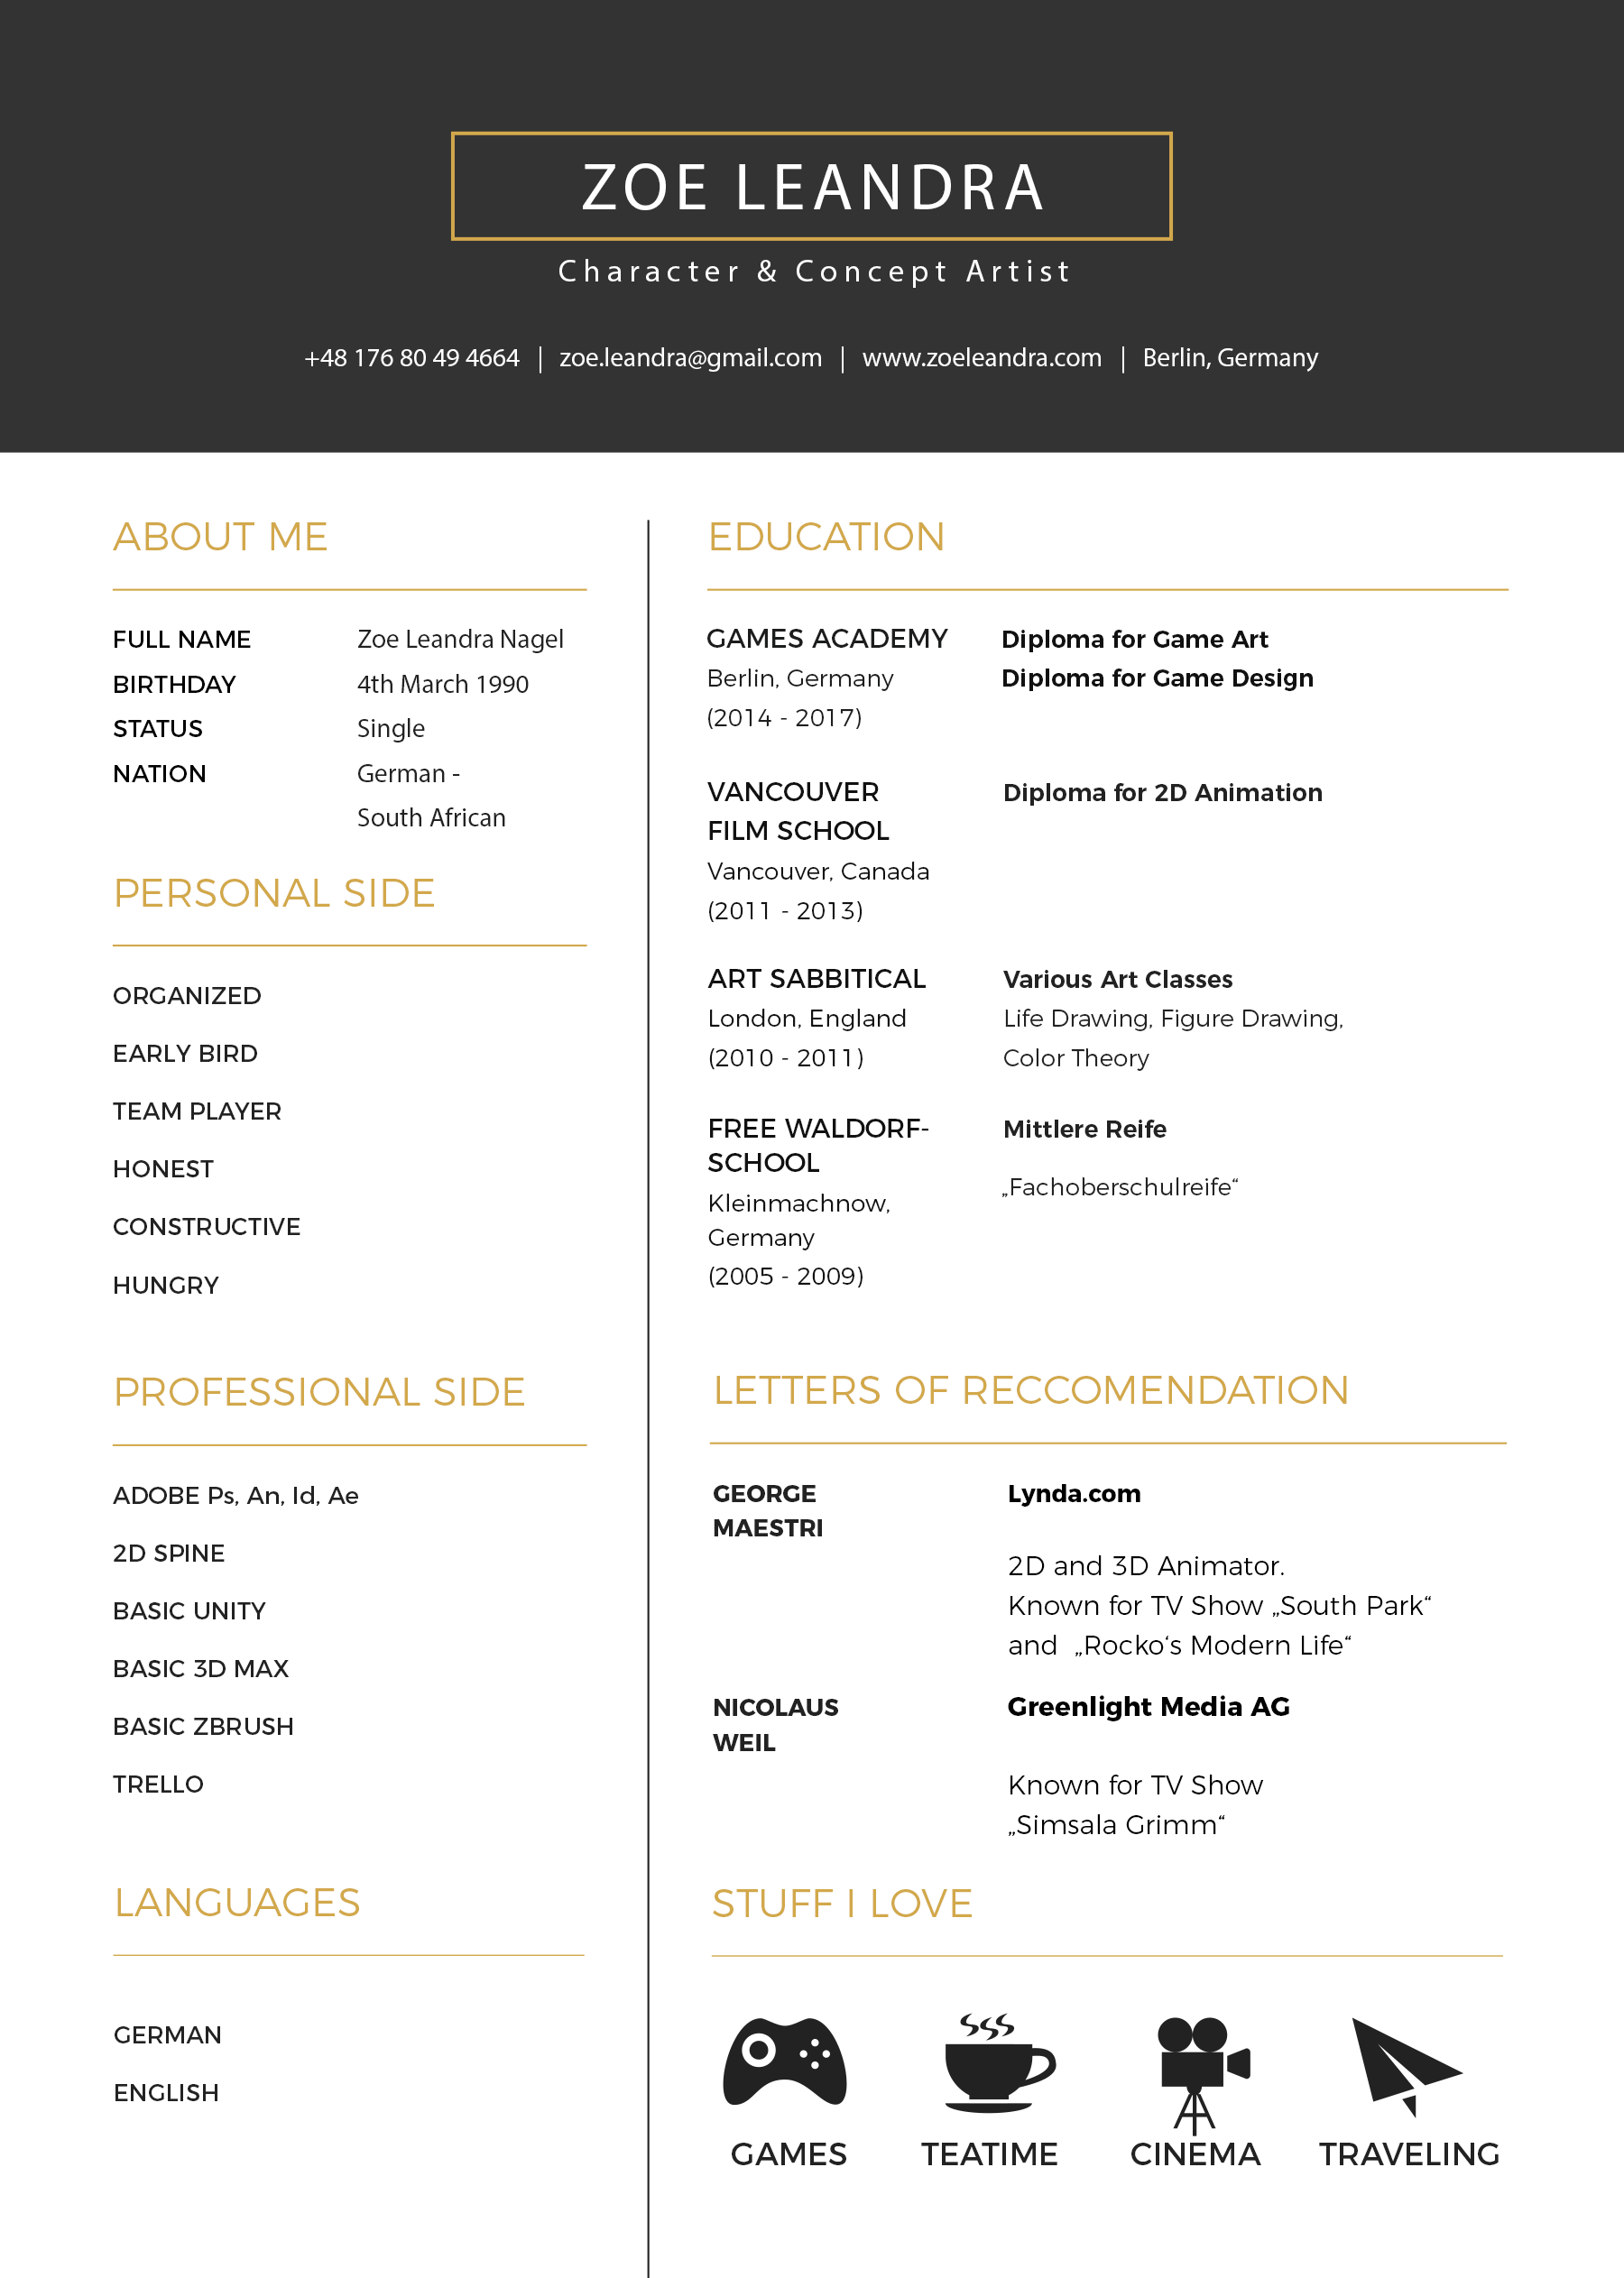 ZOE LEANDRA
Character & Concept Artist
+48 176 80 49 4664 | zoe.leandra@gmail.com | www.zoeleandra.com | Berlin, Germany
ABOUT ME
FULL NAME Zoe Leandra Nagel
BIRTHDAY 4th March 1990
STATUS Single
NATION German -
South African
PERSONAL SIDE
ORGANIZED
EARLY BIRD
TEAM PLAYER
HONEST
CONSTRUCTIVE
HUNGRY
PROFESSIONAL SIDE
ADOBE Ps, An, Id, Ae
2D SPINE
BASIC UNITY
BASIC 3D MAX
BASIC ZBRUSH
TRELLO
LANGUAGES
GERMAN
ENGLISH
EDUCATION
GAMES ACADEMY Diploma for Game Art
Berlin, Germany Diploma for Game Design
(2014 - 2017)
VANCOUVER Diploma for 2D Animation
FILM SCHOOL
Vancouver, Canada
(2011 - 2013)
ART SABBITICAL Various Art Classes
London, England Life Drawing, Figure Drawing,
(2010 - 2011) Color Theory
FREE WALDORF- Mittlere Reife
SCHOOL
„Fachoberschulreife“
Kleinmachnow,
Germany
(2005 - 2009)
LETTERS OF RECCOMENDATION
GEORGE Lynda.com
MAESTRI
2D and 3D Animator.
Known for TV Show „South Park“
and „Rocko‘s Modern Life“
NICOLAUS Greenlight Media AG
WEIL
Known for TV Show
„Simsala Grimm“
STUFF I LOVE
GAMES TEATIME CINEMA TRAVELING